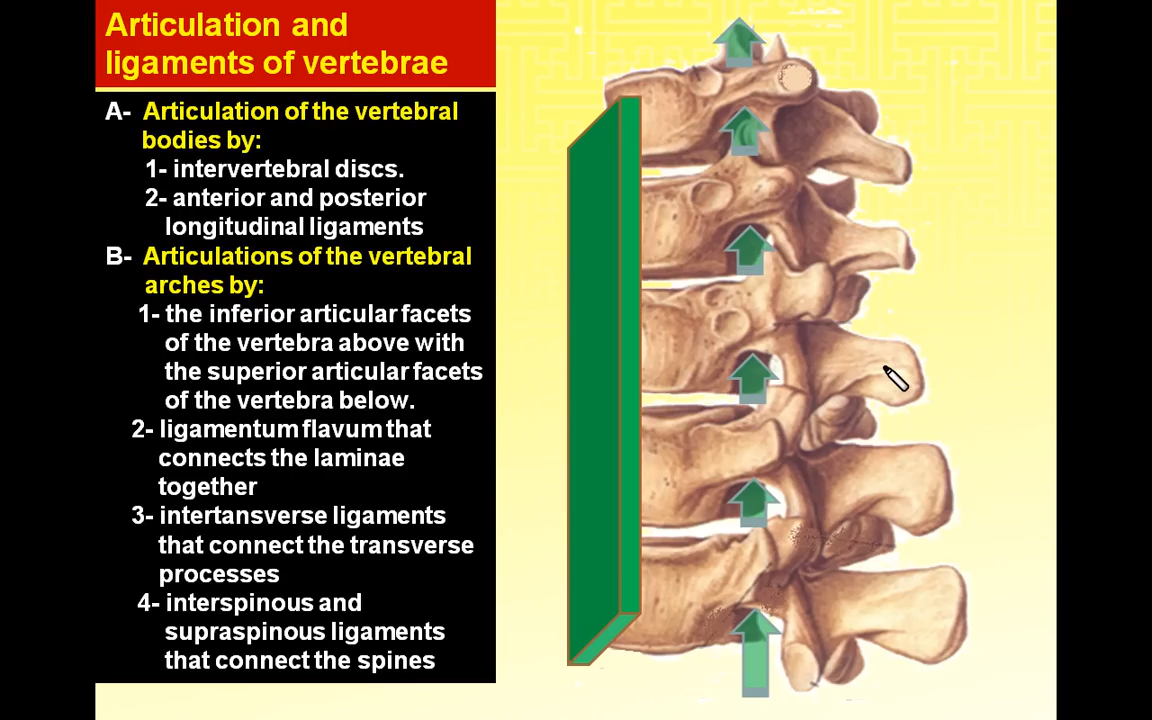 Articulation and
ligaments of vertebrae
A- Articulation of the vertebral
bodies by:
1- intervertebral discs.
2- anterior and posterior
longitudinal ligaments
B- Articulations of the vertebral
arches by:
1- the inferior articular facets
of the vertebra above with
the superior articular facets
of the vertebra below.
2- ligamentum flavum that
connects the laminae
together
3- intertansverse ligaments
that connect the transverse
processes
4- interspinous and
supraspinous ligaments
that connect the spines